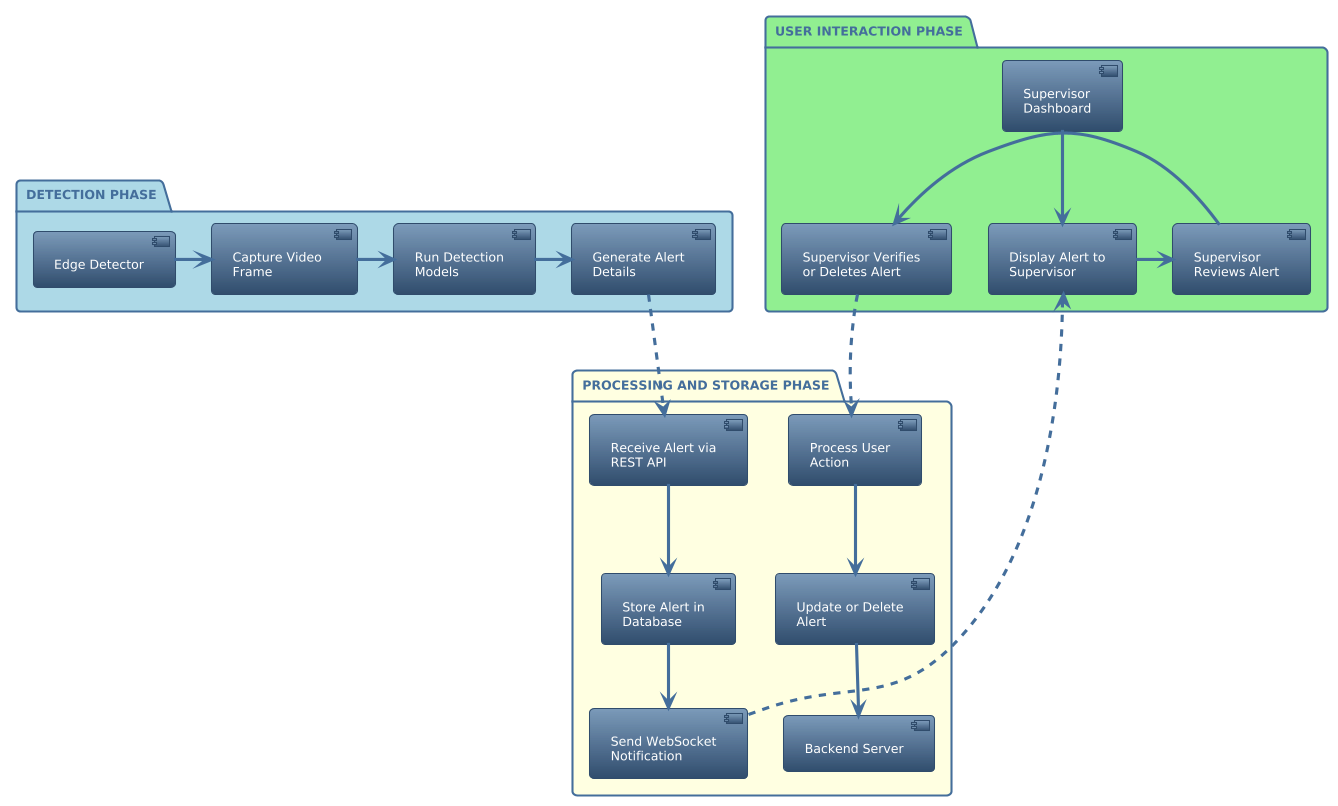 USER INTERACTION PHASE
Supervisor
Dashboard
Supervisor Verifies
or Deletes Alert
Display Alert to
Supervisor
Supervisor
Reviews Alert
DETECTION PHASE
Edge Detector
Capture Video
Frame
Run Detection
Models
Generate Alert
Details
PROCESSING AND STORAGE PHASE
Receive Alert via
REST API
Process User
Action
Store Alert in
Database
Update or Delete
Alert
Send WebSocket
Notification
Backend Server